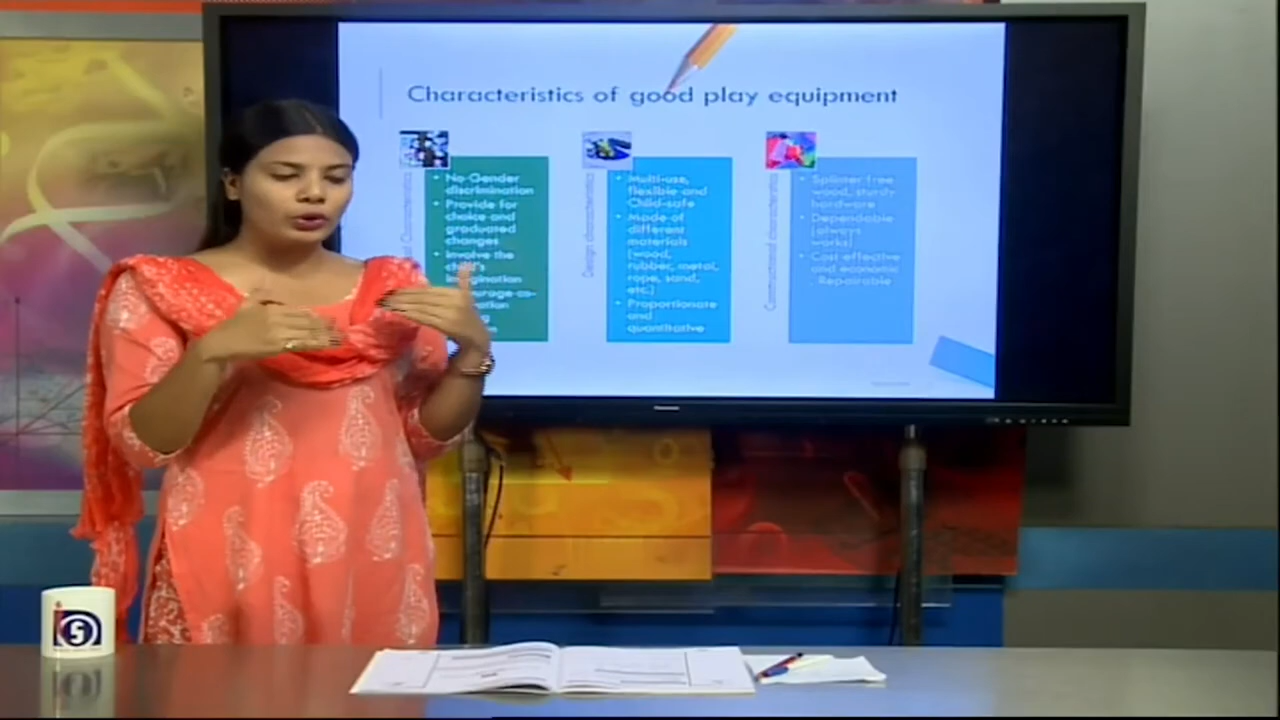 Characteristics of good play equipment
• No Gender
discrimination
• Provide for
choice and
graduated
changes
• Involve the
child's
imagination
Design characteristics
• Multi-use,
flexible and
Child-safe
• Made of
different
materials
(wood,
rubber, metal,
rope, sand,
etc.)
• Proportionate
and
quantitative
• Splinter free
wood, sturdy
hardware
• Dependable
(always
works)
• Cost effective
and economic
. Repairable